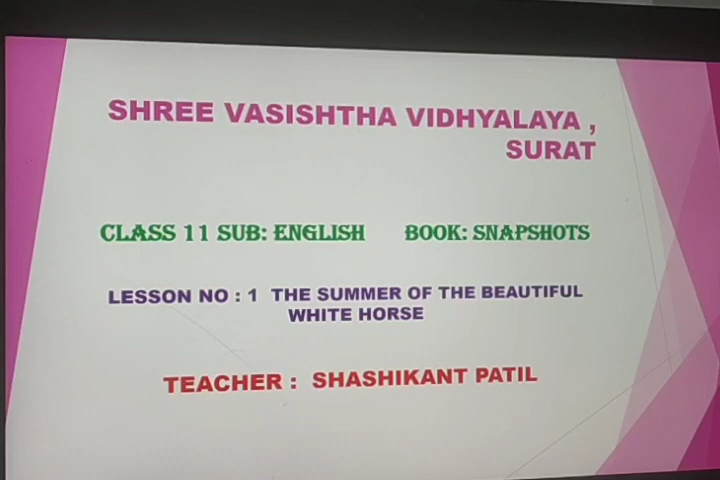 SHREE VASISHTHA VIDHYALAYA ,
SURAT
CLASS 11 SUB: ENGLISH BOOK: SNAPSHOTS
LESSON NO : 1 THE SUMMER OF THE BEAUTIFUL
WHITE HORSE
TEACHER : SHASHIKANT PATIL